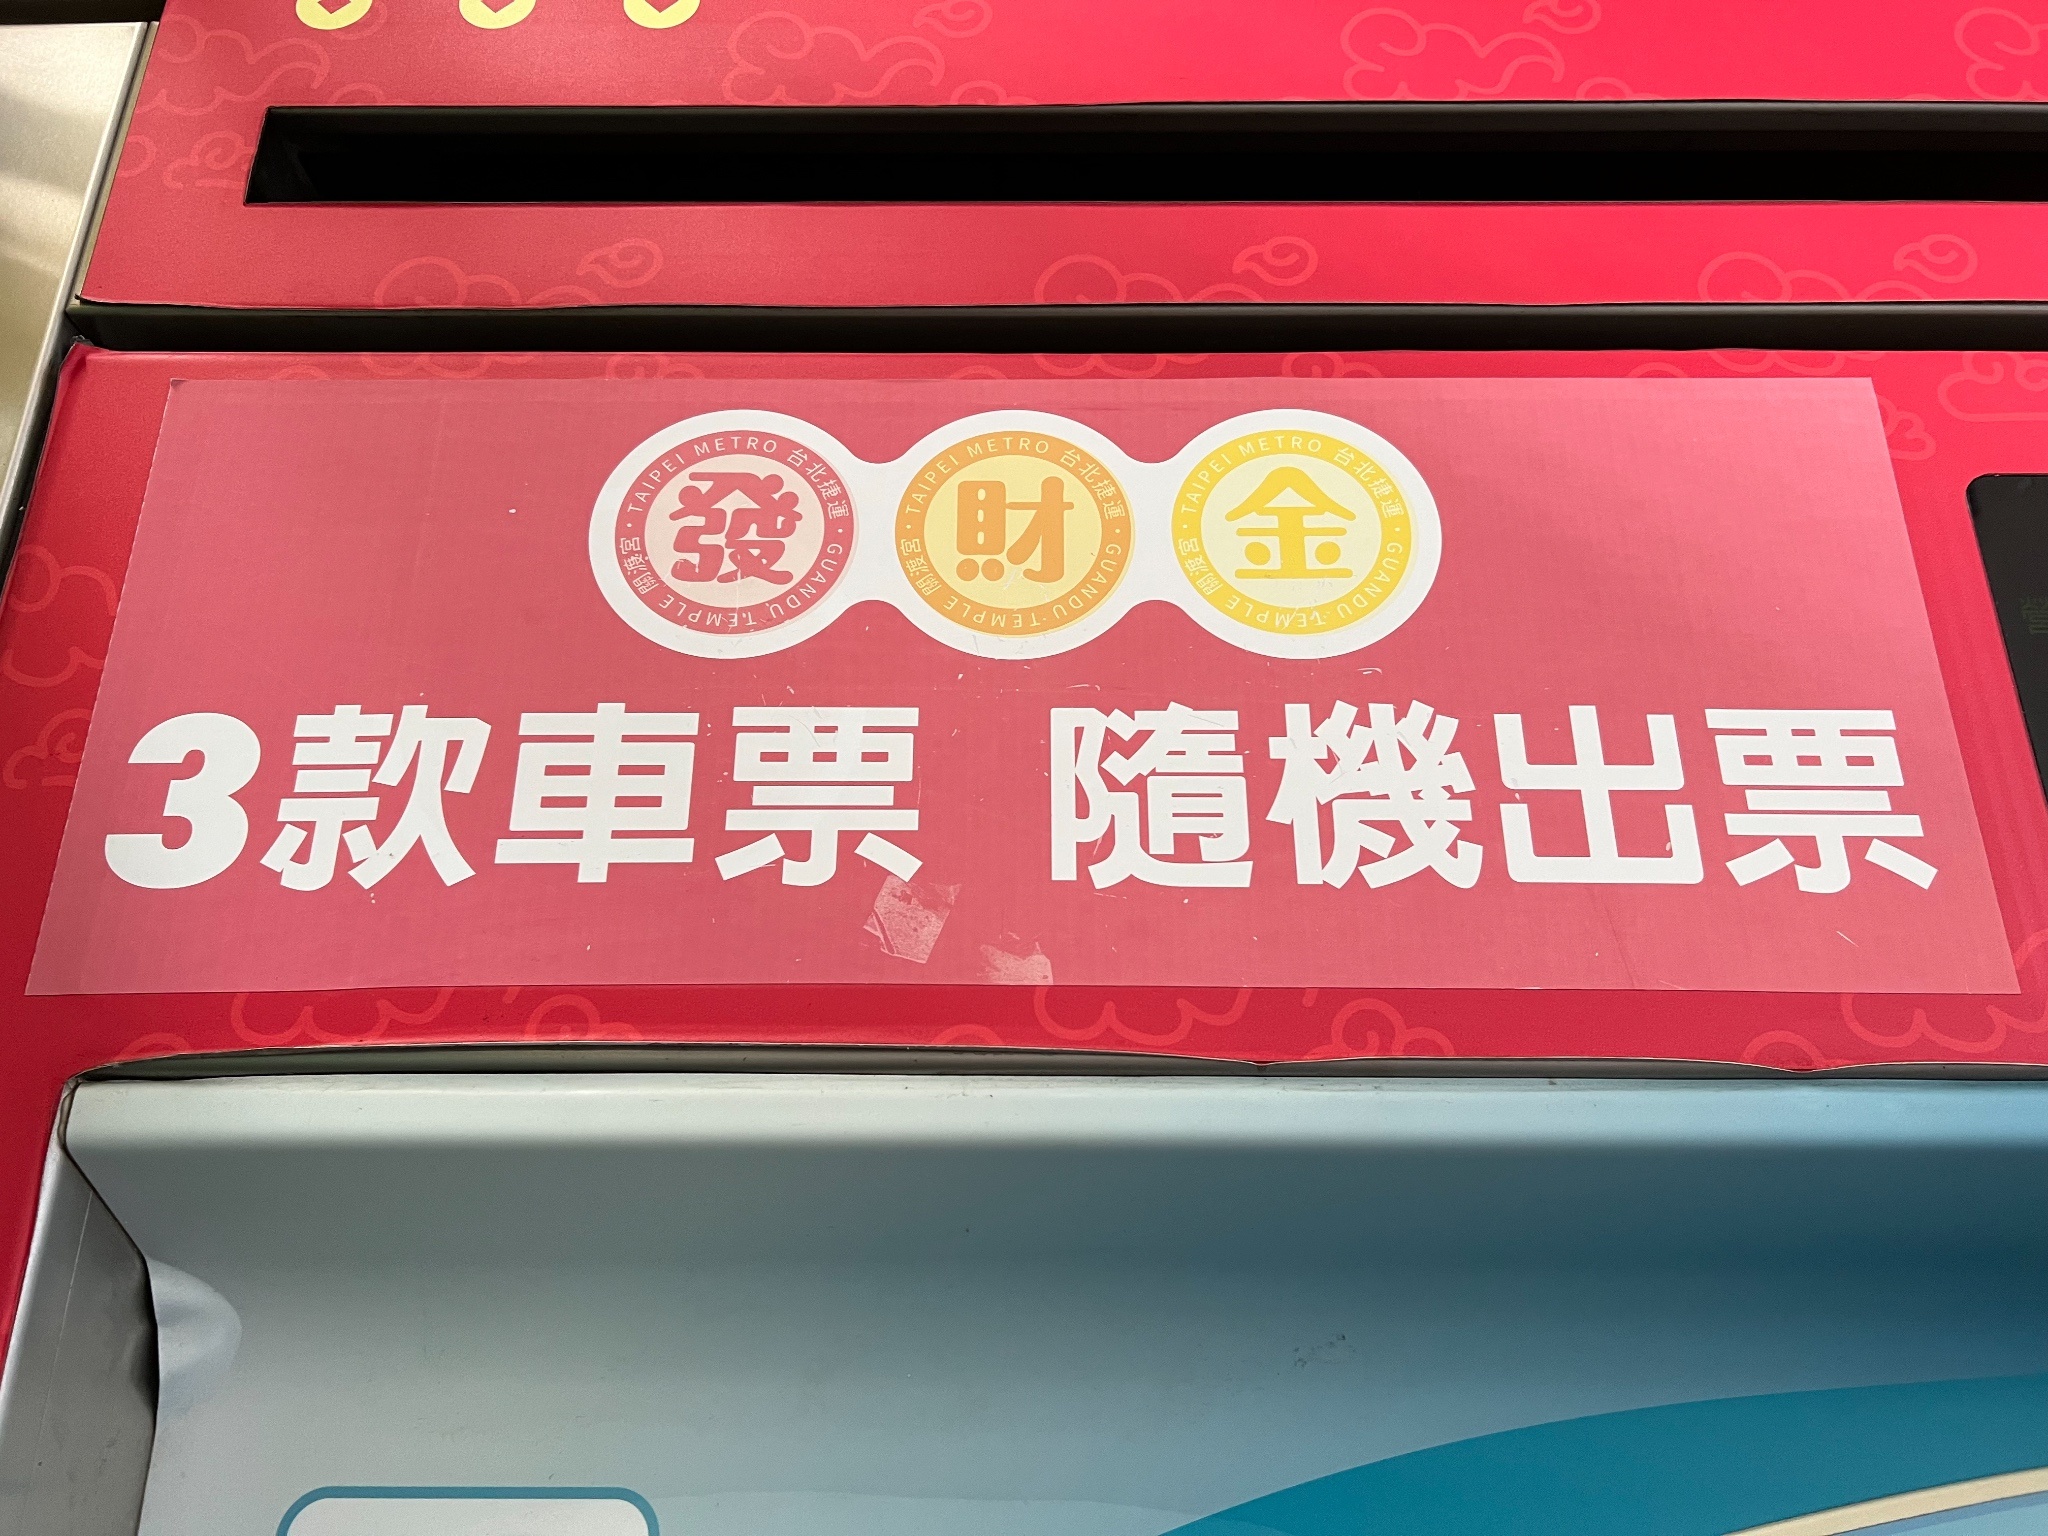 TAIPEI METRO 台北捷運 · GUANDU TEMPLE 關渡宮 ·
發
TAIPEI METRO 台北捷運 · GUANDU TEMPLE 關渡宮 ·
財
TAIPEI METRO 台北捷運 · GUANDU TEMPLE 關渡宮 ·
金
3款車票 隨機出票